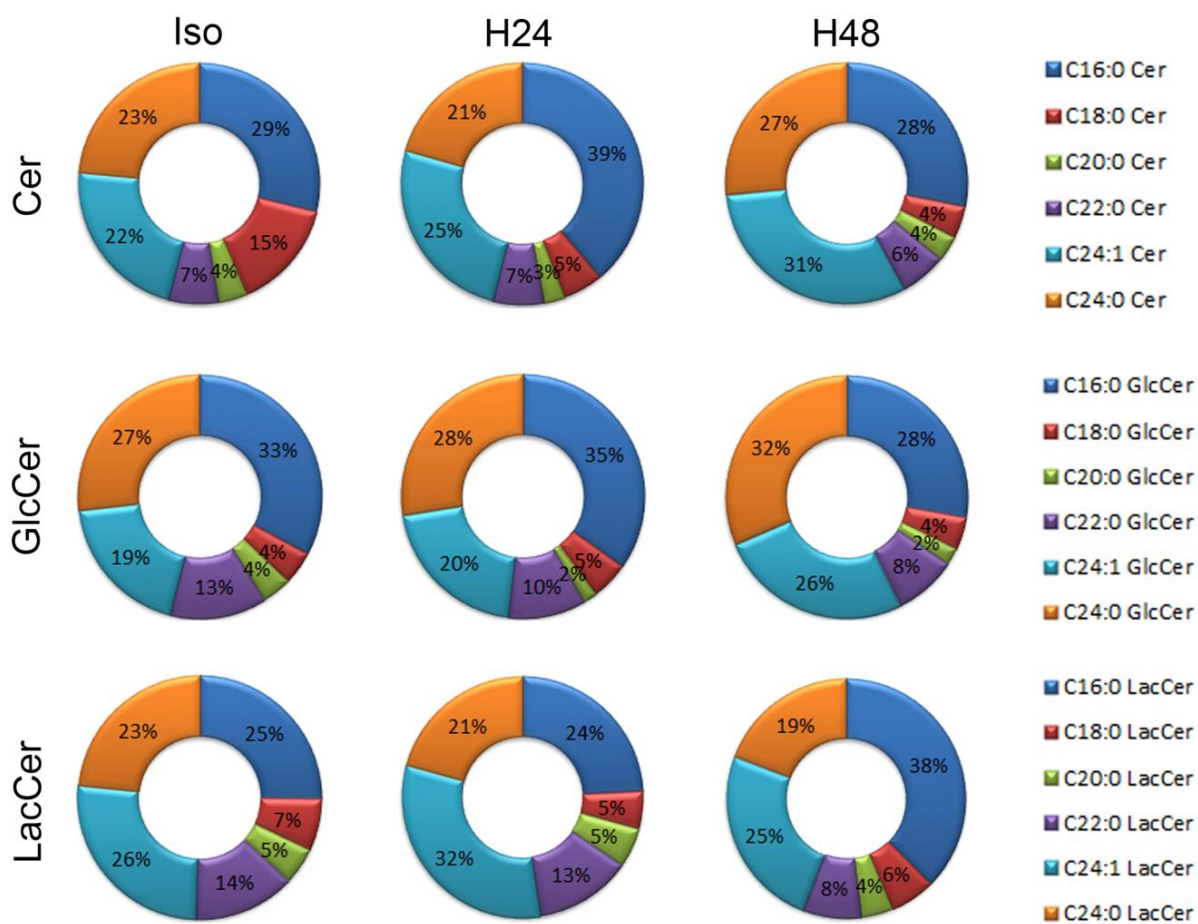 Iso
H24
H48
Cer
29%
15%
4%
7%
22%
23%
39%
5%
3%
7%
25%
21%
28%
4%
4%
6%
31%
27%
C16:0 Cer
C18:0 Cer
C20:0 Cer
C22:0 Cer
C24:1 Cer
C24:0 Cer
GlcCer
33%
4%
4%
13%
19%
27%
35%
5%
2%
10%
20%
28%
28%
4%
2%
8%
26%
32%
C16:0 GlcCer
C18:0 GlcCer
C20:0 GlcCer
C22:0 GlcCer
C24:1 GlcCer
C24:0 GlcCer
LacCer
25%
7%
5%
14%
26%
23%
24%
5%
5%
13%
32%
21%
38%
6%
4%
8%
25%
19%
C16:0 LacCer
C18:0 LacCer
C20:0 LacCer
C22:0 LacCer
C24:1 LacCer
C24:0 LacCer